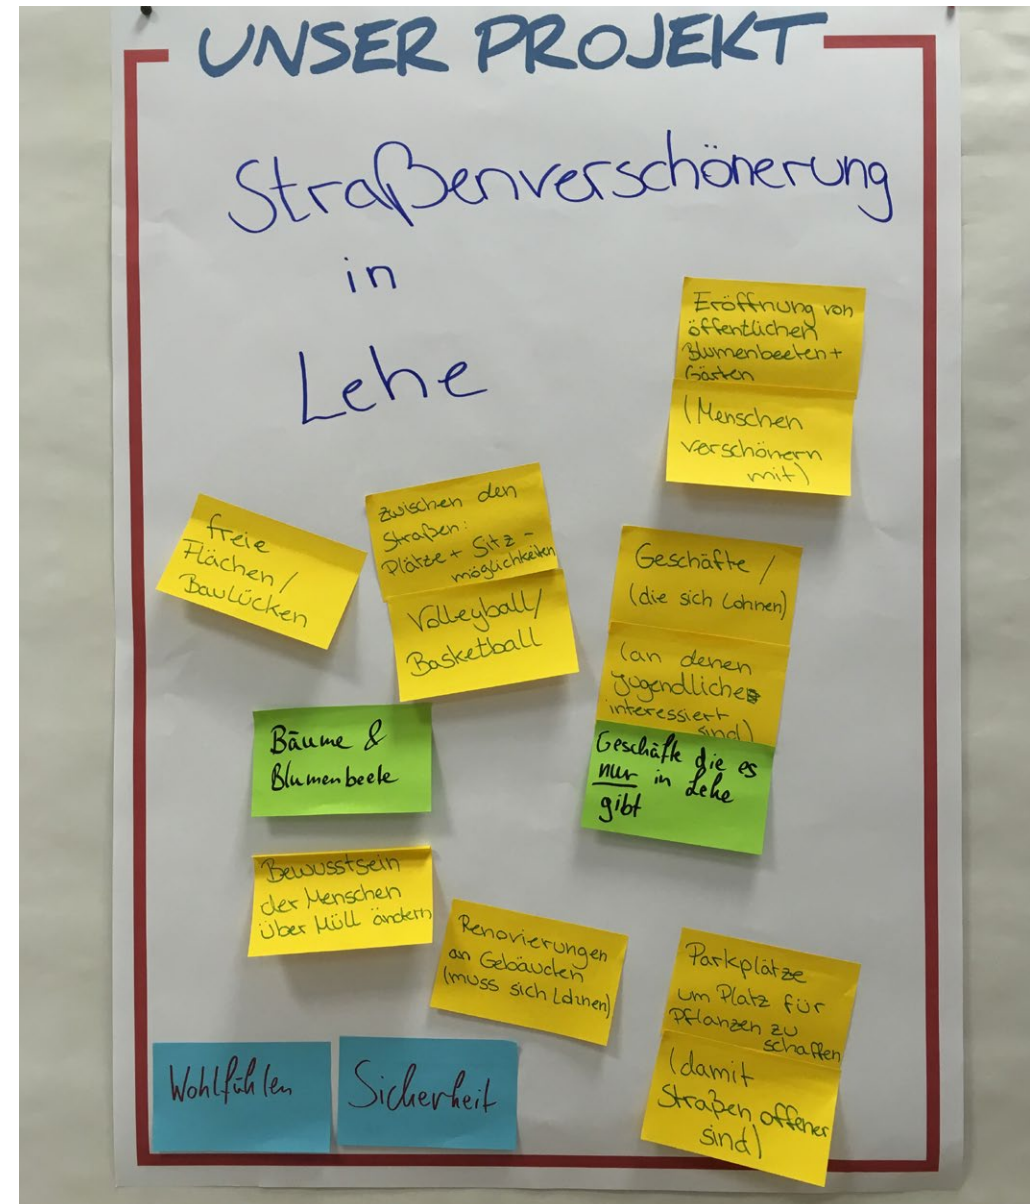 UNSER PROJEKT
Straßenverschönerung
in
Lehe
Eröffnung von
öffentlichen
Blumenbeeten +
Gärten
(Menschen
verschönern
mit)
freie
Flächen /
Baulücken
zwischen den
Straßen:
Plätze + Sitz-
möglichkeiten
Volleyball/
Basketball
Geschäfte /
(die sich lohnen)
(an denen
Jugendliche
interessiert
sind)
Geschäfte die es
nur in Lehe
gibt
Bäume &
Blumenbeete
Bewusstsein
der Menschen
über Müll ändern
Renovierungen
an Gebäuden
(muss sich lohnen)
Parkplätze
um Platz für
Pflanzen zu
schaffen
(damit
Straßen offener
sind)
Wohlfühlen
Sicherheit